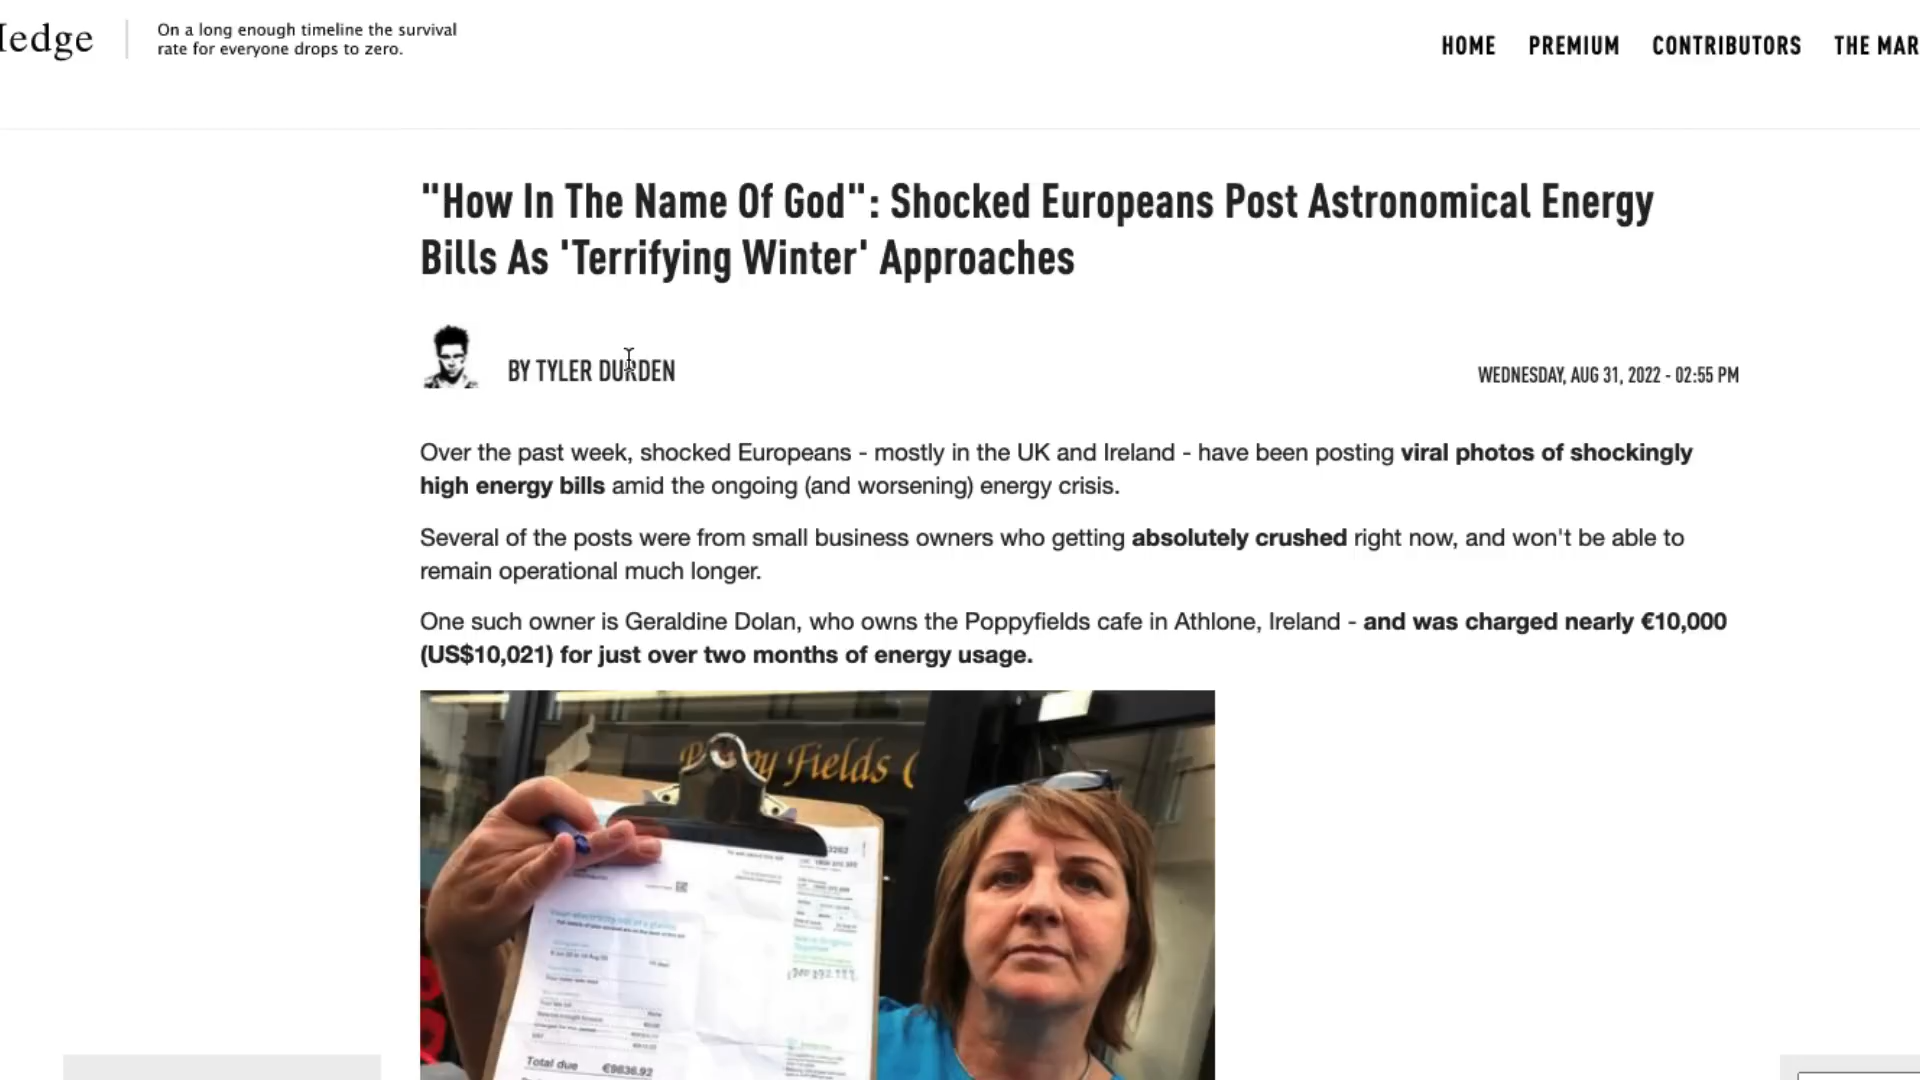 edge
On a long enough timeline the survival
rate for everyone drops to zero.
HOME PREMIUM CONTRIBUTORS THE MAR
"How In The Name Of God": Shocked Europeans Post Astronomical Energy
Bills As 'Terrifying Winter' Approaches
BY TYLER DURDEN
WEDNESDAY, AUG 31, 2022 - 02:55 PM
Over the past week, shocked Europeans - mostly in the UK and Ireland - have been posting viral photos of shockingly
high energy bills amid the ongoing (and worsening) energy crisis.
Several of the posts were from small business owners who getting absolutely crushed right now, and won't be able to
remain operational much longer.
One such owner is Geraldine Dolan, who owns the Poppyfields cafe in Athlone, Ireland - and was charged nearly €10,000
(US$10,021) for just over two months of energy usage.
Fields
Total due €9836.92